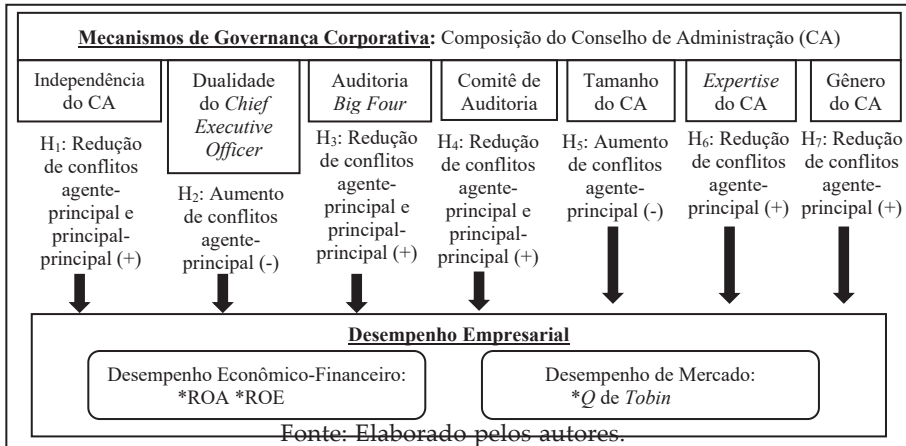 Mecanismos de Governança Corporativa: Composição do Conselho de Administração (CA)
Independência
do CA
Dualidade
do Chief
Executive
Officer
Auditoria
Big Four
Comitê de
Auditoria
Tamanho
do CA
Expertise
do CA
Gênero
do CA
H₁: Redução
de conflitos
agente-
principal e
principal-
principal (+)
H₂: Aumento
de conflitos
agente-
principal (-)
H₃: Redução
de conflitos
agente-
principal e
principal-
principal (+)
H₄: Redução
de conflitos
agente-
principal e
principal-
principal (+)
H₅: Aumento
de conflitos
agente-
principal (-)
H₆: Redução
de conflitos
agente-
principal (+)
H₇: Redução
de conflitos
agente-
principal (+)
Desempenho Empresarial
Desempenho Econômico-Financeiro:
*ROA *ROE
Desempenho de Mercado:
*Q de Tobin
Fonte: Elaborado pelos autores.